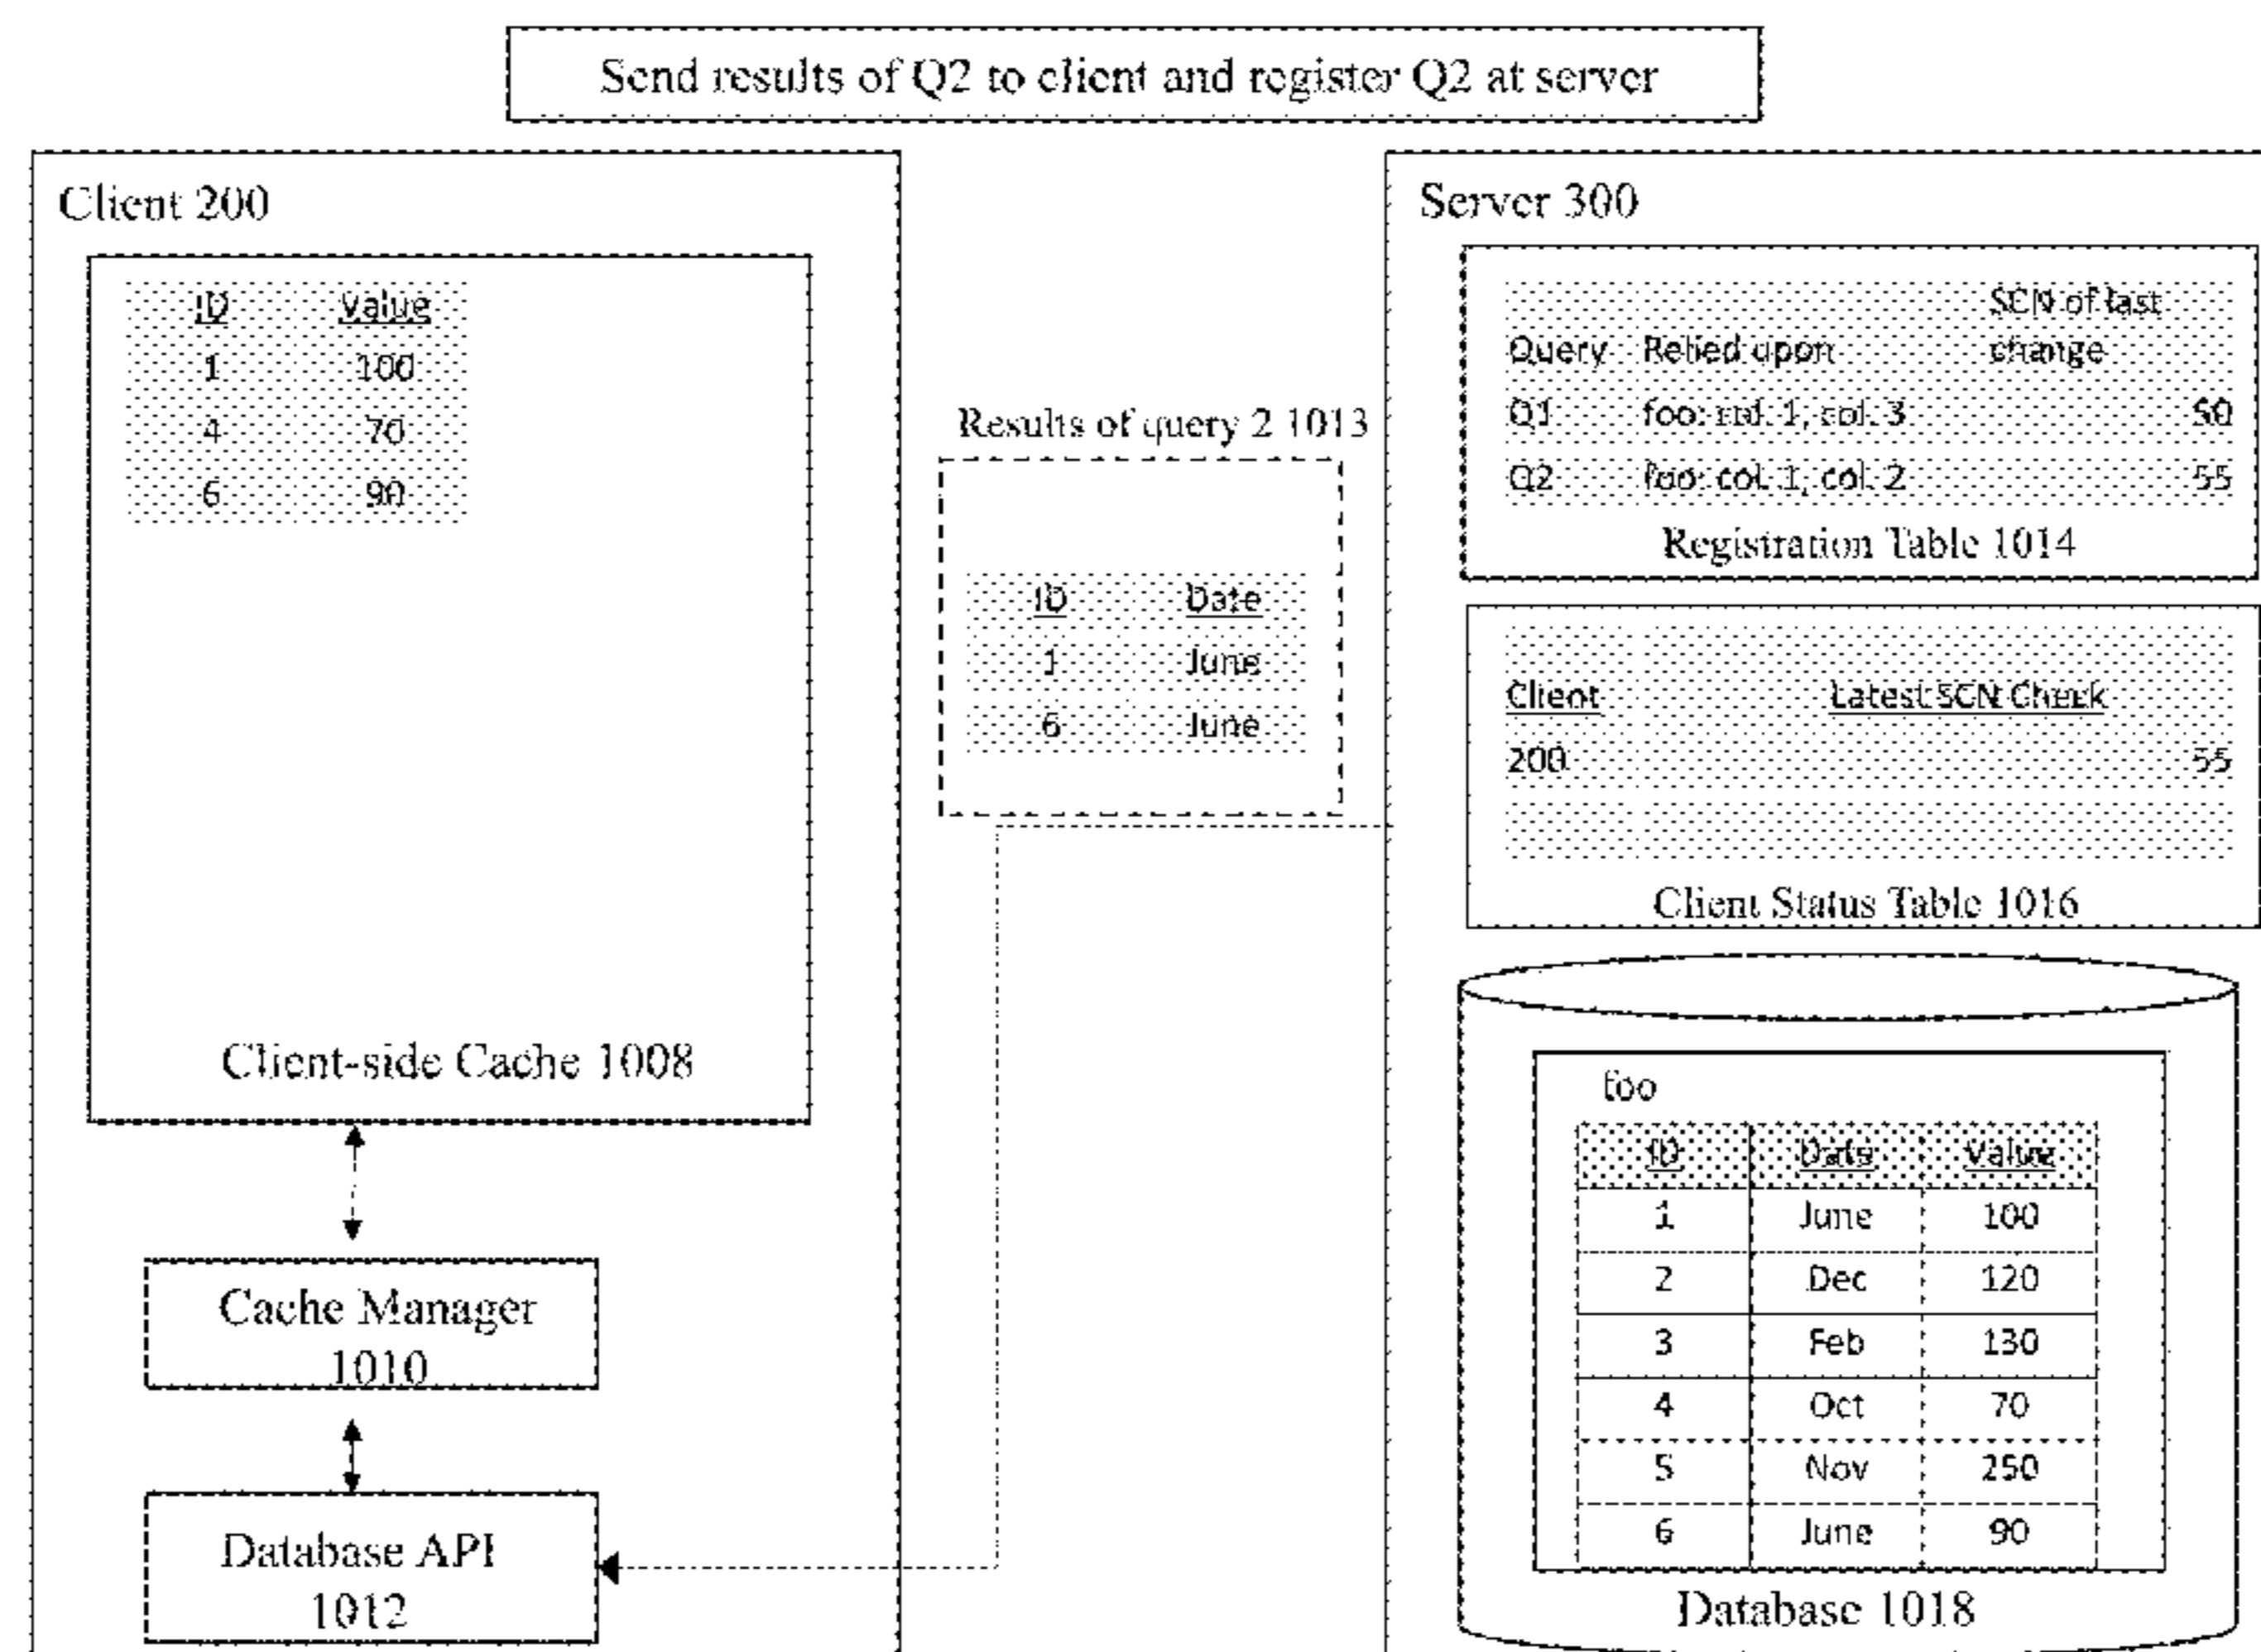 Send results of Q2 to client and register Q2 at server
Client 200
ID Value
1 100
4 70
6 90
Client-side Cache 1008
Cache Manager
1010
Database API
1012
Results of query 2 1013
ID Date
1 June
6 June
Server 300
SCN of last
Query Relied upon change
Q1 foo: col. 1, col. 3 50
Q2 foo: col. 1, col. 2 55
Registration Table 1014
Client Latest SCN Check
200 55
Client Status Table 1016
foo
ID Date Value
1 June 100
2 Dec 120
3 Feb 130
4 Oct 70
5 Nov 250
6 June 90
Database 1018